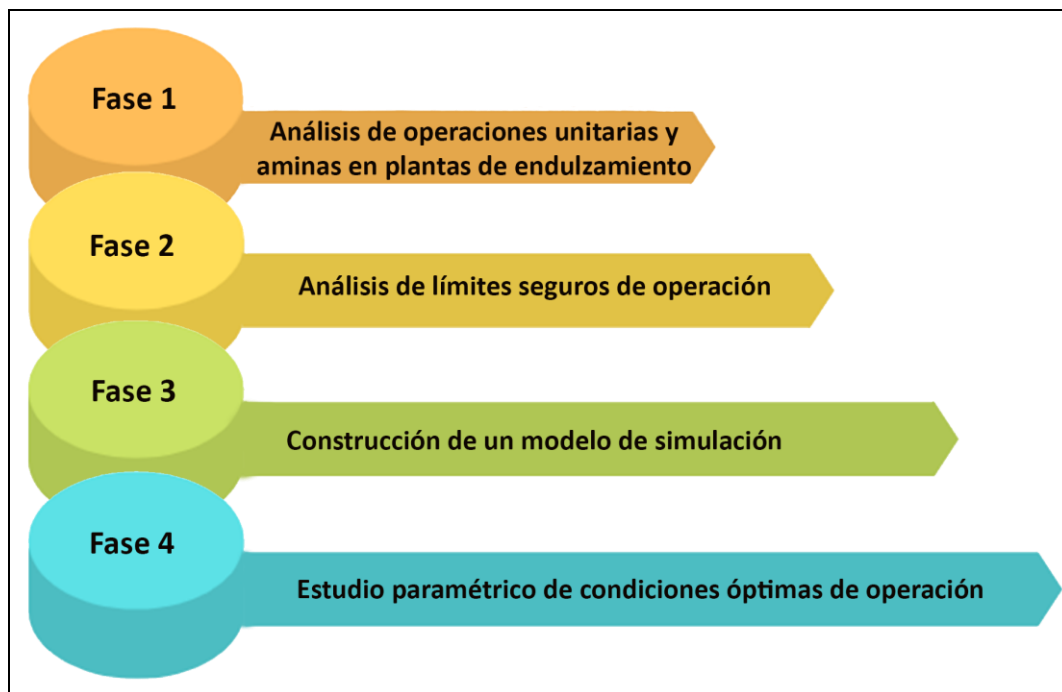 Fase 1
Análisis de operaciones unitarias y
aminas en plantas de endulzamiento
Fase 2
Análisis de límites seguros de operación
Fase 3
Construcción de un modelo de simulación
Fase 4
Estudio paramétrico de condiciones óptimas de operación